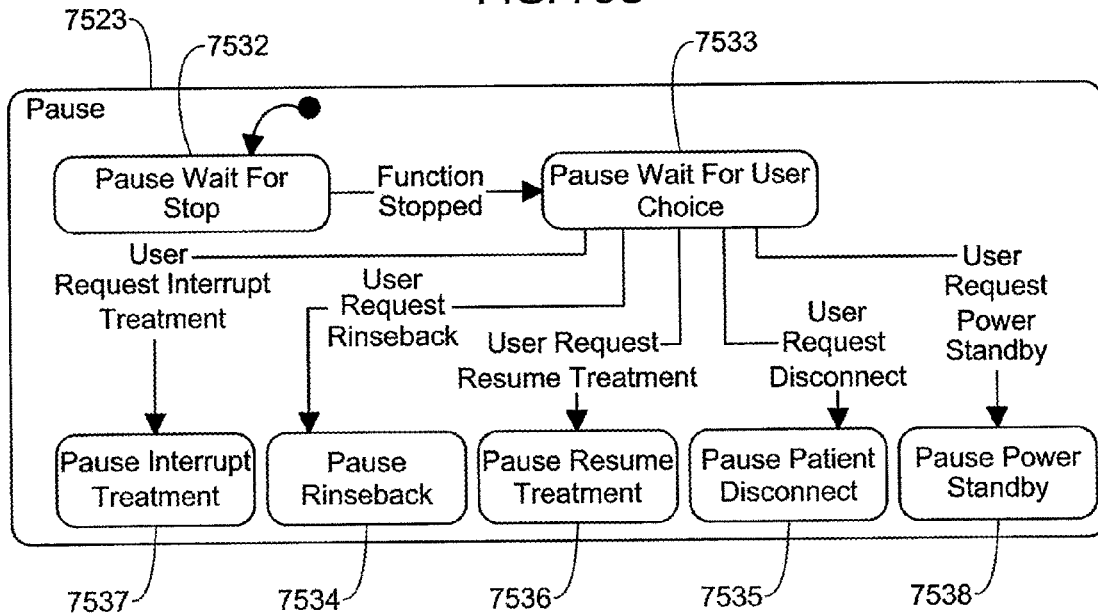 7523
7532
7533
Pause
Pause Wait For
Stop
Function
Stopped
Pause Wait For User
Choice
User
Request Interrupt
Treatment
User
Request
Rinseback
User Request
Resume Treatment
User
Request
Disconnect
User
Request
Power
Standby
Pause Interrupt
Treatment
Pause
Rinseback
Pause Resume
Treatment
Pause Patient
Disconnect
Pause Power
Standby
7537
7534
7536
7535
7538